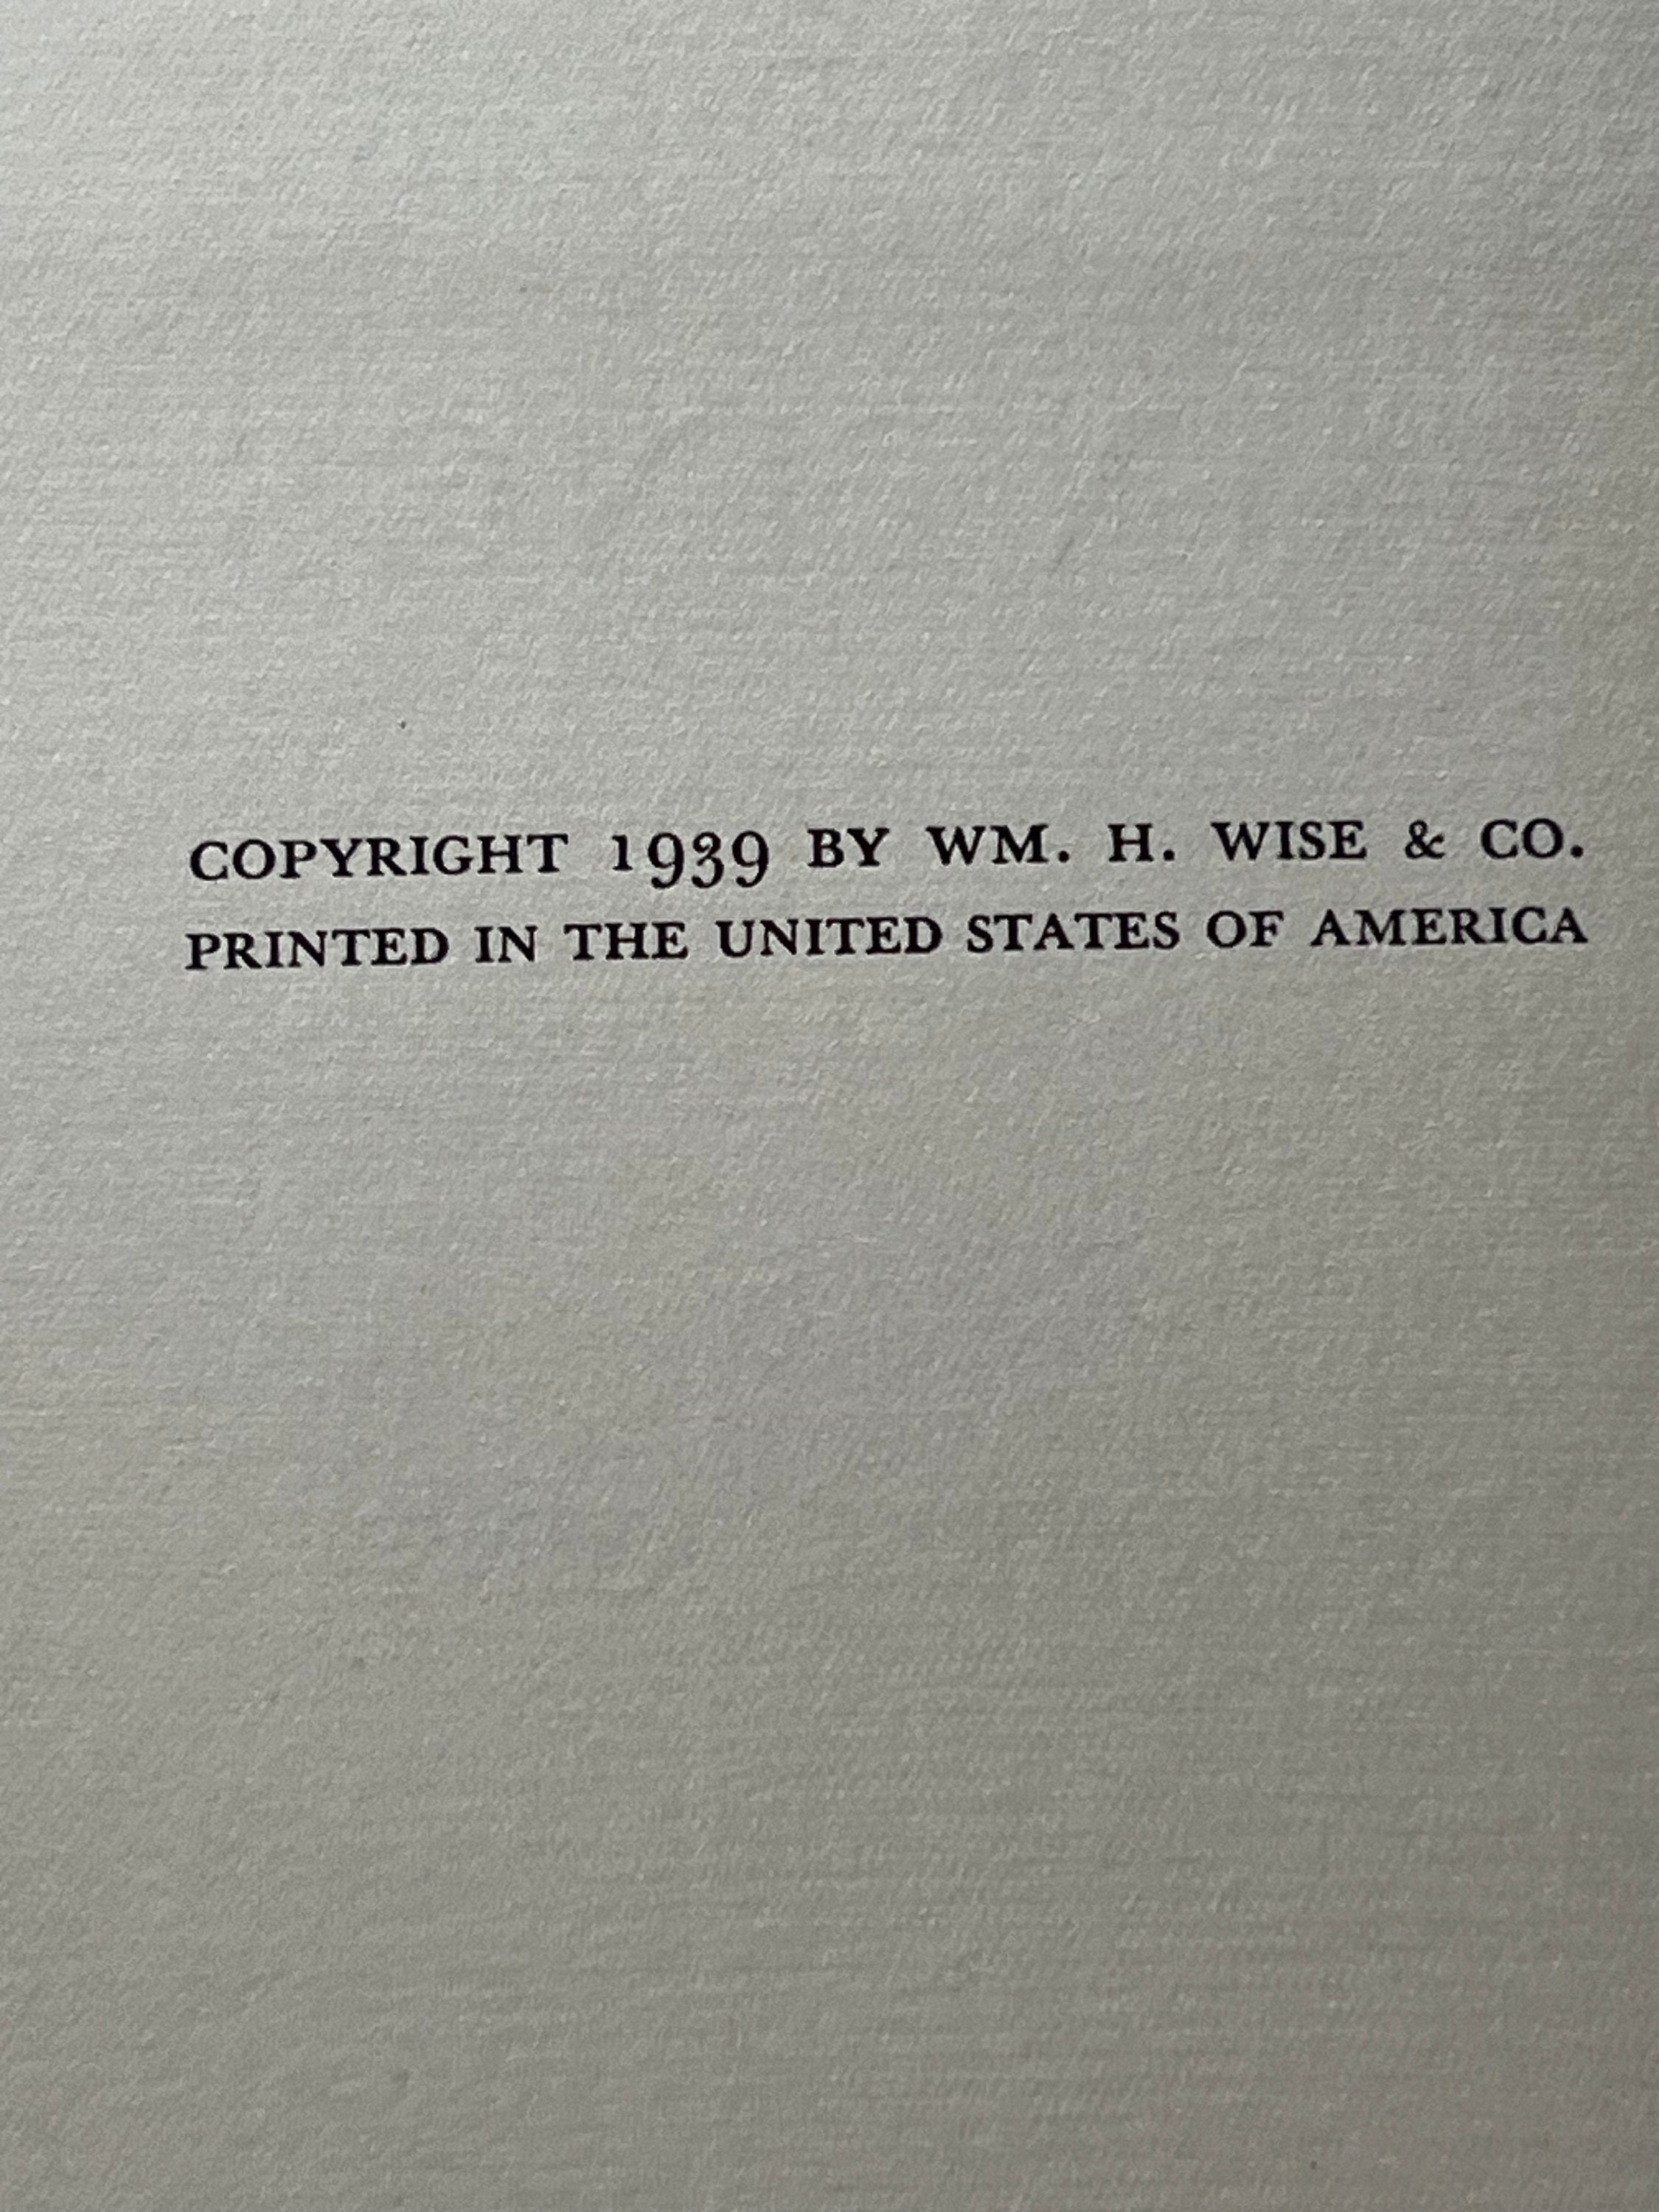 COPYRIGHT 1939 BY WM. H. WISE & CO.
PRINTED IN THE UNITED STATES OF AMERICA